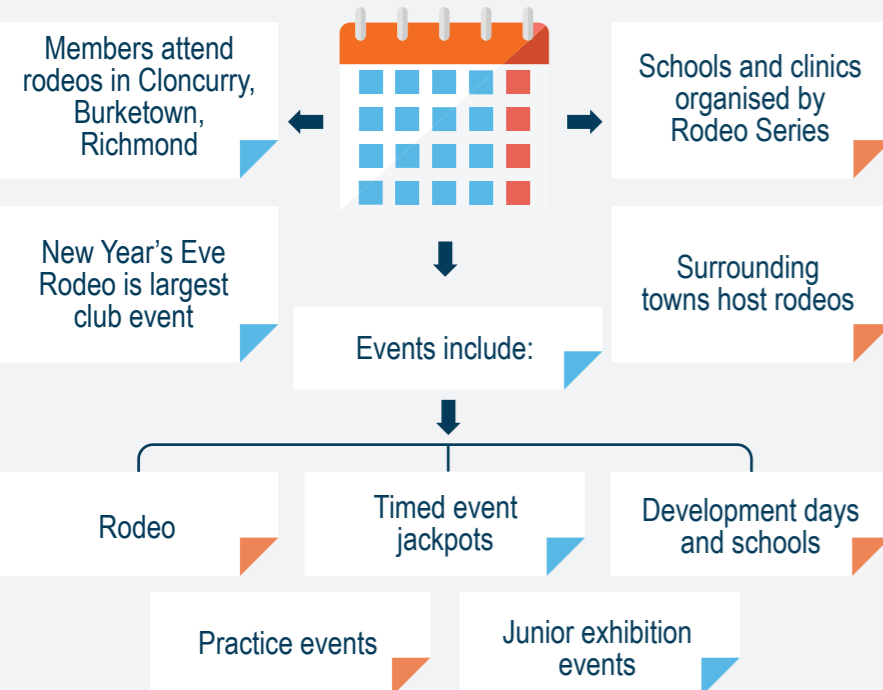 Members attend
rodeos in Cloncurry,
Burketown,
Richmond
Schools and clinics
organised by
Rodeo Series
New Year's Eve
Rodeo is largest
club event
Surrounding
towns host rodeos
Events include:
Rodeo
Timed event
jackpots
Development days
and schools
Practice events
Junior exhibition
events